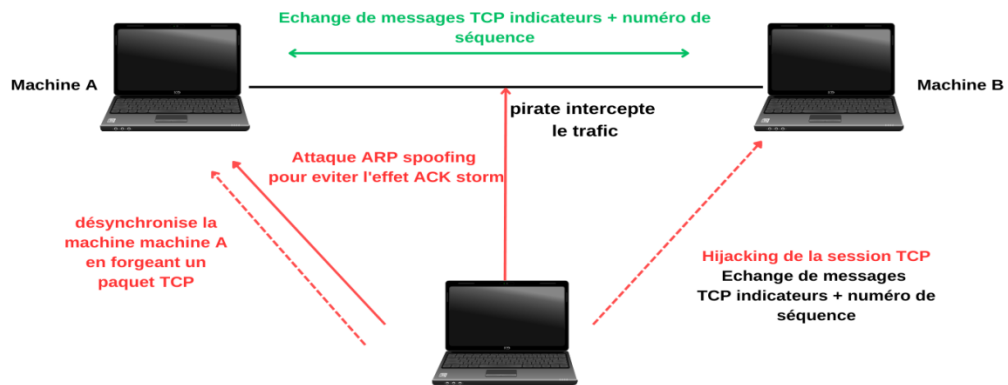 Echange de messages TCP indicateurs + numéro de
séquence
Machine A
Machine B
pirate intercepte
le trafic
Attaque ARP spoofing
pour eviter l'effet ACK storm
désynchronise la
machine machine A
en forgeant un
paquet TCP
Hijacking de la session TCP
Echange de messages
TCP indicateurs + numéro de
séquence